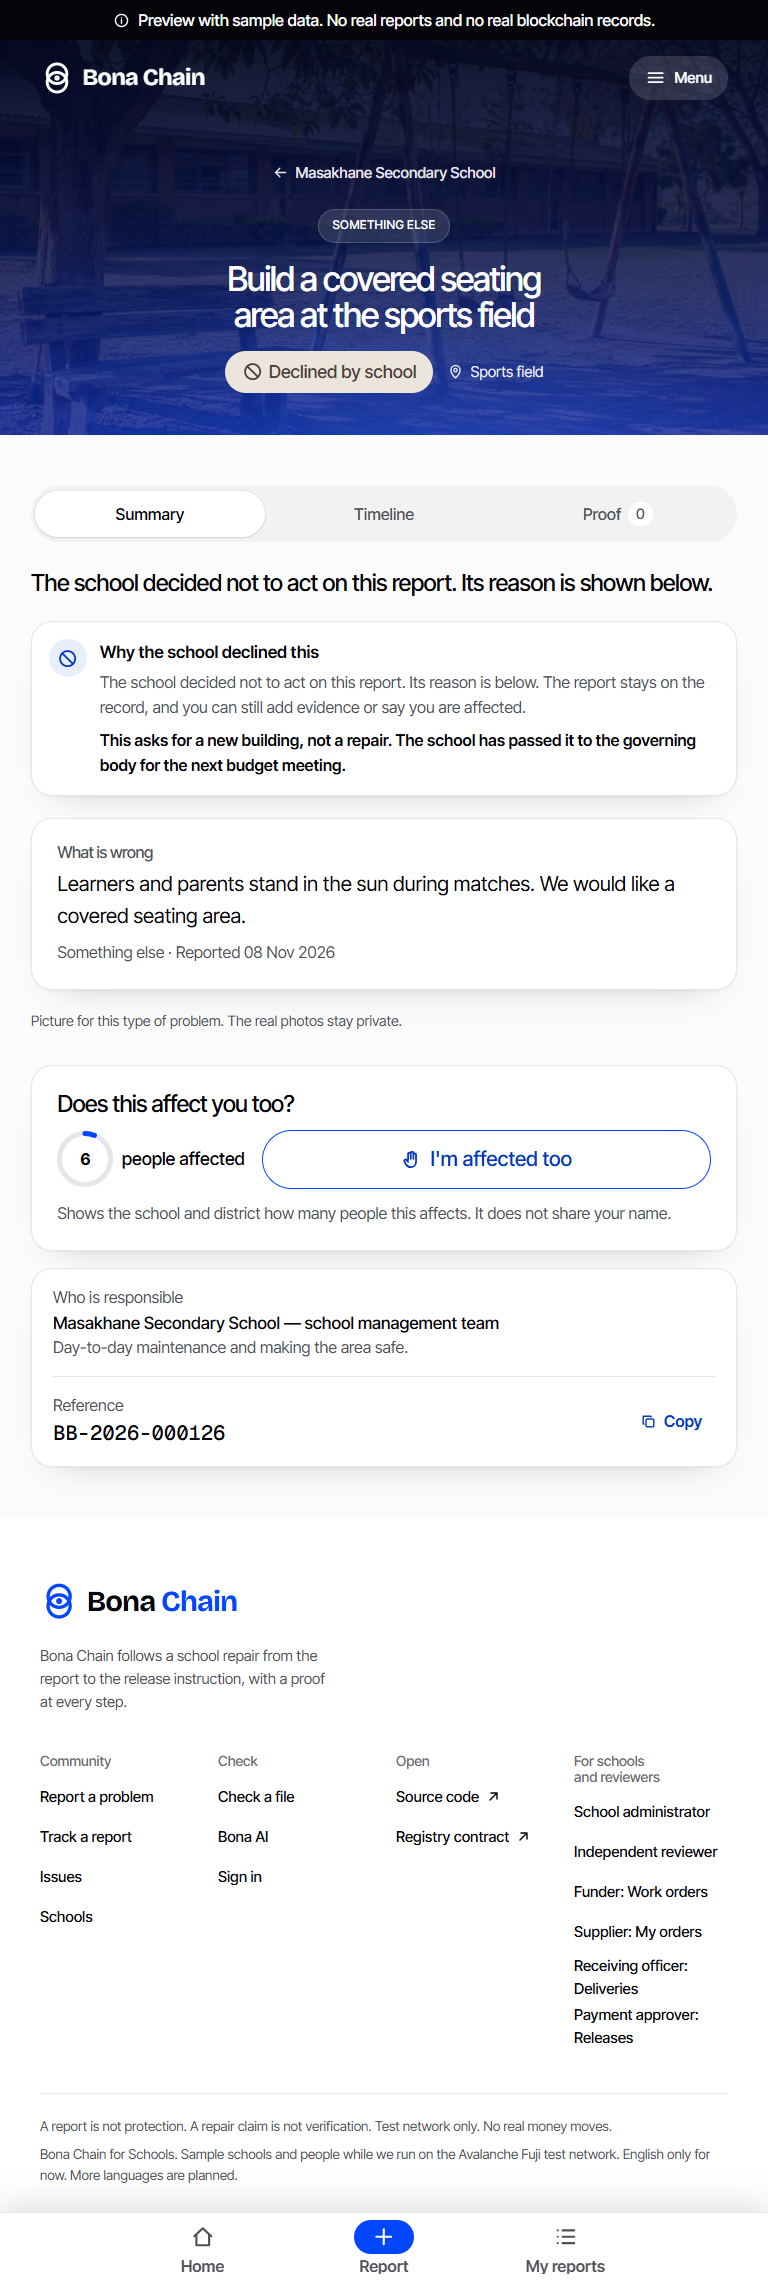 Preview with sample data. No real reports and no real blockchain records.
Bona Chain
Menu
Masakhane Secondary School
SOMETHING ELSE
Build a covered seating
area at the sports field
Declined by school
Sports field
Summary
Timeline
Proof 0
The school decided not to act on this report. Its reason is shown below.
Why the school declined this
The school decided not to act on this report. Its reason is below. The report stays on the
record, and you can still add evidence or say you are affected.
This asks for a new building, not a repair. The school has passed it to the governing
body for the next budget meeting.
What is wrong
Learners and parents stand in the sun during matches. We would like a
covered seating area.
Something else · Reported 08 Nov 2026
Picture for this type of problem. The real photos stay private.
Does this affect you too?
6
people affected
I'm affected too
Shows the school and district how many people this affects. It does not share your name.
Who is responsible
Masakhane Secondary School — school management team
Day-to-day maintenance and making the area safe.
Reference
BB-2026-000126
Copy
Bona Chain
Bona Chain follows a school repair from the
report to the release instruction, with a proof
at every step.
Community
Report a problem
Track a report
Issues
Schools
Check
Check a file
Bona AI
Sign in
Open
Source code
Registry contract
For schools
and reviewers
School administrator
Independent reviewer
Funder: Work orders
Supplier: My orders
Receiving officer:
Deliveries
Payment approver:
Releases
A report is not protection. A repair claim is not verification. Test network only. No real money moves.
Bona Chain for Schools. Sample schools and people while we run on the Avalanche Fuji test network. English only for
now. More languages are planned.
Home
Report
My reports